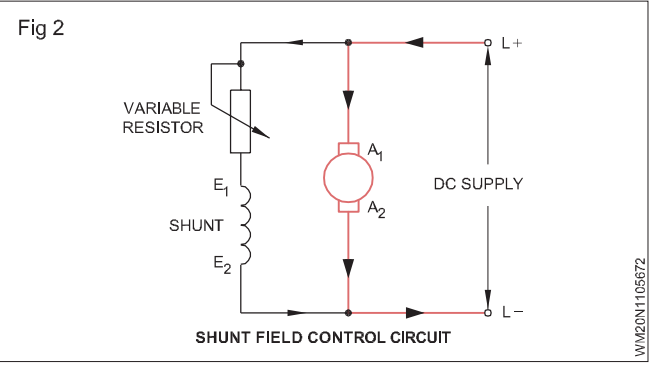 Fig 2
L+
VARIABLE
RESISTOR
A1
E1
DC SUPPLY
A2
SHUNT
E2
L−
SHUNT FIELD CONTROL CIRCUIT
WM20N1105672